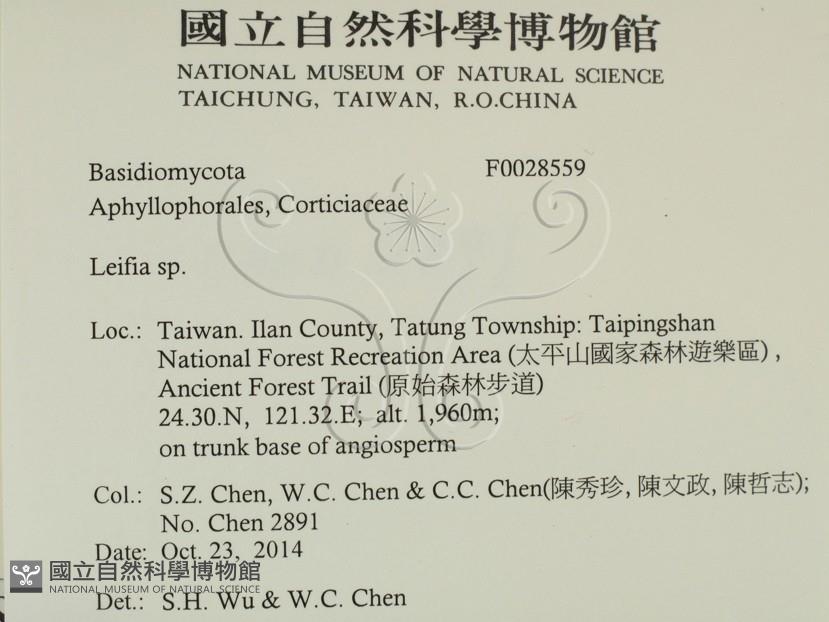 國立自然科學博物館
NATIONAL MUSEUM OF NATURAL SCIENCE
TAICHUNG, TAIWAN, R.O.CHINA
Basidiomycota F0028559
Aphyllophorales, Corticiaceae
Leifia sp.
Loc.: Taiwan. Ilan County, Tatung Township: Taipingshan
National Forest Recreation Area (太平山國家森林遊樂區),
Ancient Forest Trail (原始森林步道)
24.30.N, 121.32.E; alt. 1,960m;
on trunk base of angiosperm
Col.: S.Z. Chen, W.C. Chen & C.C. Chen(陳秀珍, 陳文政, 陳哲志);
No. Chen 2891
Date: Oct. 23, 2014
國立自然科學博物館
NATIONAL MUSEUM OF NATURAL SCIENCE
Det.: S.H. Wu & W.C. Chen